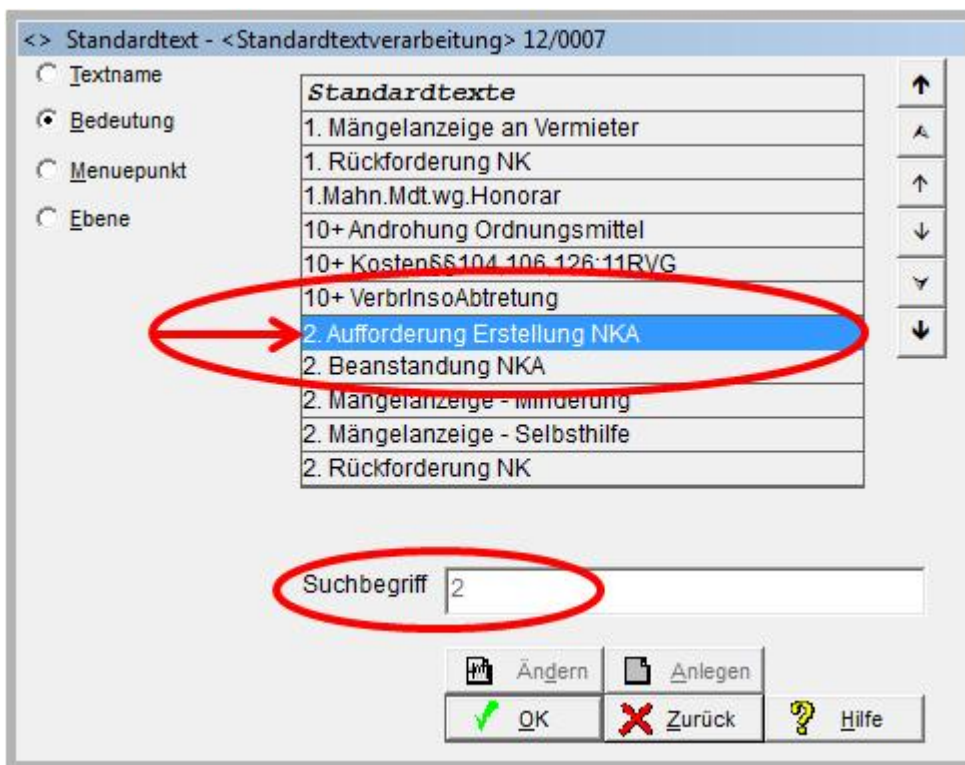 <> Standardtext - <Standardtextverarbeitung> 12/0007
Textname
Bedeutung
Menuepunkt
Ebene
Standardtexte
1. Mängelanzeige an Vermieter
1. Rückforderung NK
1.Mahn.Mdt.wg.Honorar
10+ Androhung Ordnungsmittel
10+ Kosten§§104,106,126;11RVG
10+ VerbrInsoAbtretung
2. Aufforderung Erstellung NKA
2. Beanstandung NKA
2. Mängelanzeige - Minderung
2. Mängelanzeige - Selbsthilfe
2. Rückforderung NK
Suchbegriff 2
Ändern Anlegen
OK Zurück Hilfe